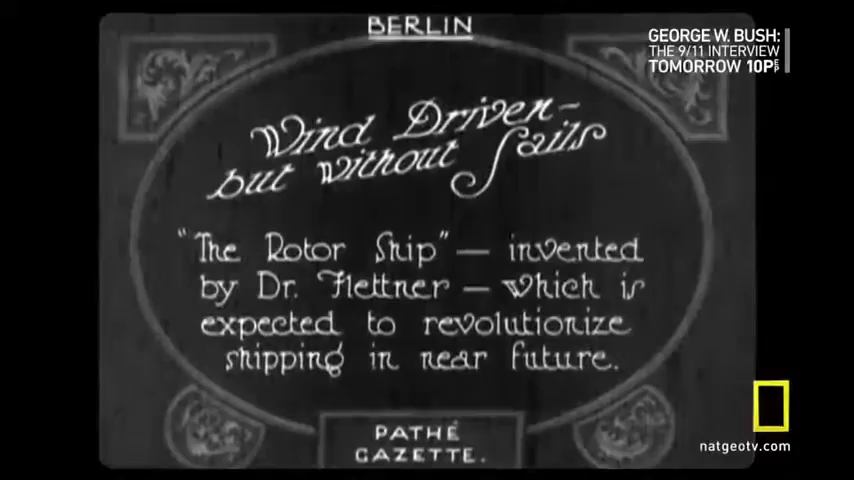 BERLIN
GEORGE W. BUSH:
THE 9/11 INTERVIEW
TOMORROW 10P
Wind Driven-
but without Sails
"The Rotor Ship" — invented
by Dr. Flettner — which is
expected to revolutionize
shipping in near future.
PATHÉ
GAZETTE.
natgeotv.com